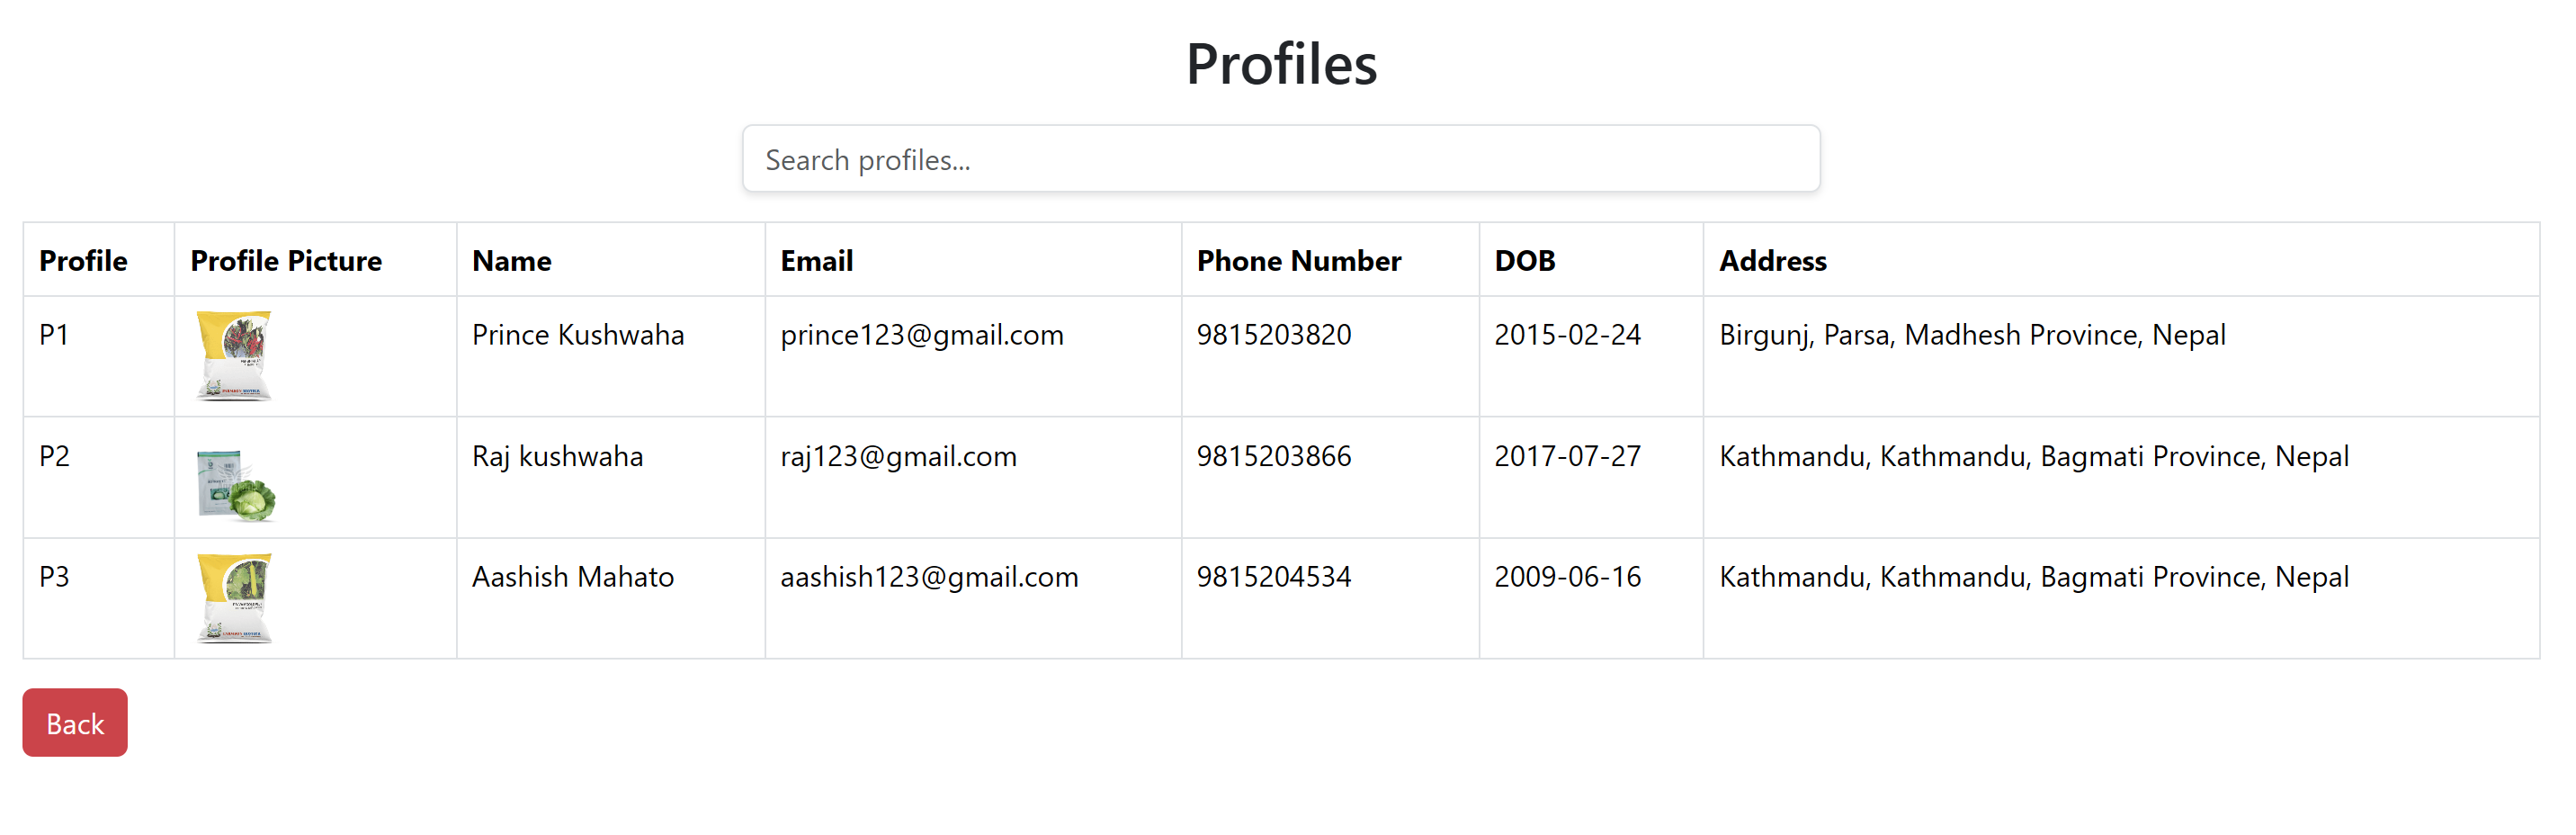 Profiles
Search profiles...
Profile Profile Picture Name Email Phone Number DOB Address
P1 Prince Kushwaha prince123@gmail.com 9815203820 2015-02-24 Birgunj, Parsa, Madhesh Province, Nepal
P2 Raj kushwaha raj123@gmail.com 9815203866 2017-07-27 Kathmandu, Kathmandu, Bagmati Province, Nepal
P3 Aashish Mahato aashish123@gmail.com 9815204534 2009-06-16 Kathmandu, Kathmandu, Bagmati Province, Nepal
Back